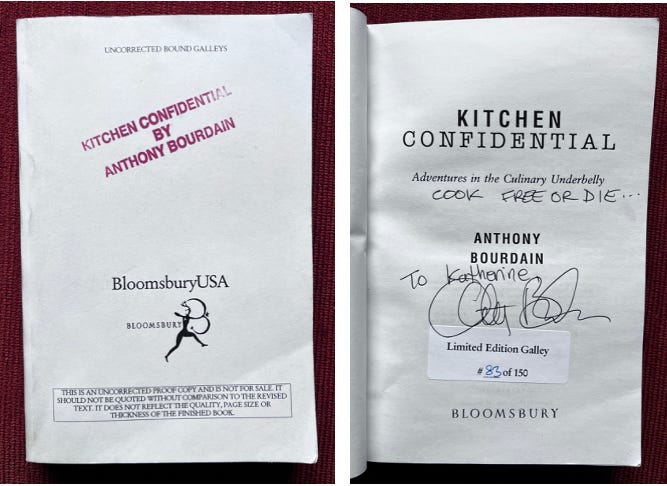 UNCORRECTED BOUND GALLEYS
KITCHEN CONFIDENTIAL
BY
ANTHONY BOURDAIN
BloomsburyUSA
BLOOMSBURY
THIS IS AN UNCORRECTED PROOF COPY AND IS NOT FOR SALE. IT
SHOULD NOT BE QUOTED WITHOUT COMPARISON TO THE REVISED
TEXT. IT DOES NOT REFLECT THE QUALITY, PAGE SIZE OR
THICKNESS OF THE FINISHED BOOK.
KITCHEN
CONFIDENTIAL
Adventures in the Culinary Underbelly
COOK FREE OR DIE...
ANTHONY
BOURDAIN
To Katherine
Limited Edition Galley
#83 of 150
BLOOMSBURY